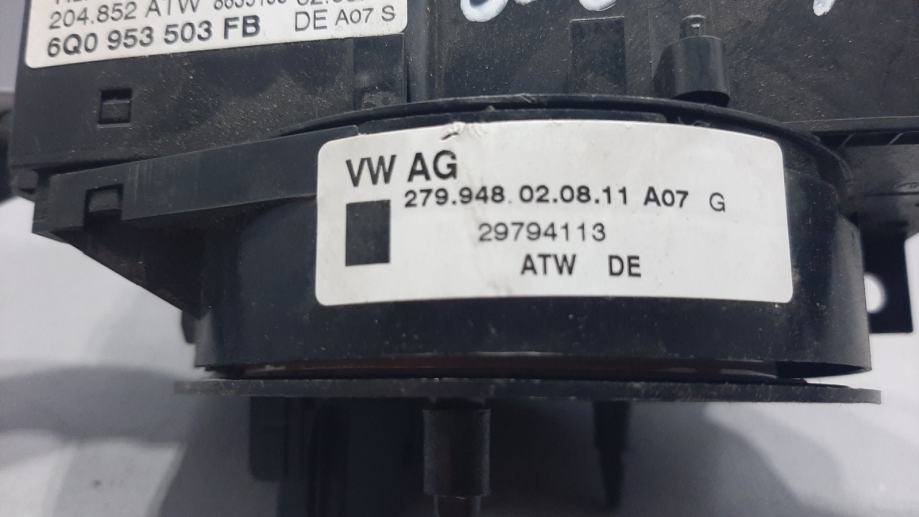 204.852 ATW
6Q0 953 503 FB DE A07 S
VW AG
279.948 02.08.11 A07 G
29794113
ATW DE